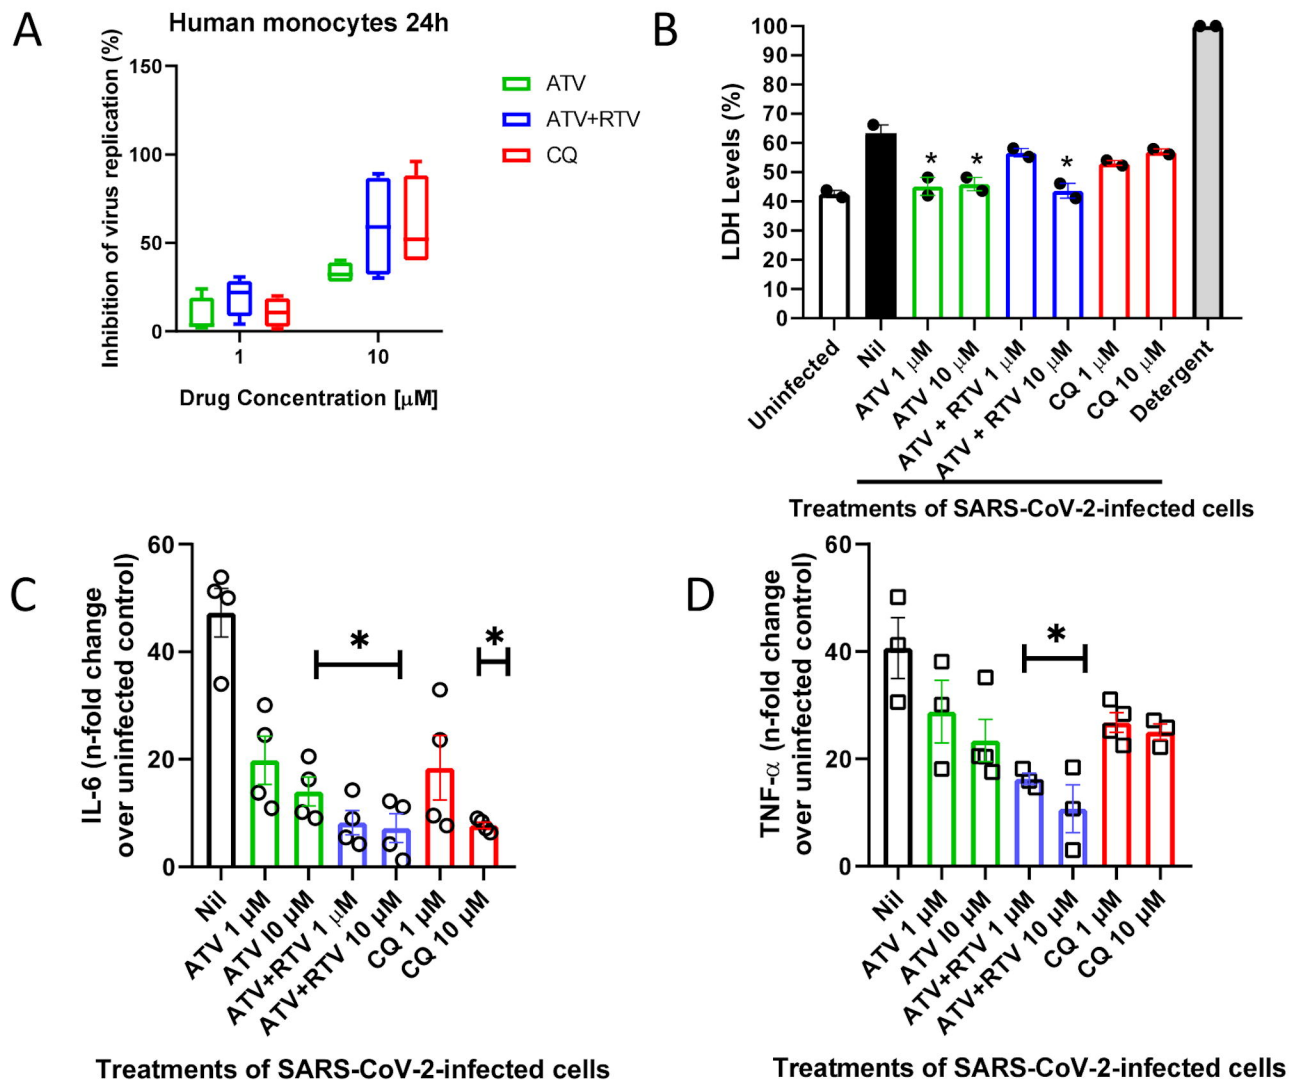 A
Human monocytes 24h
Inhibition of virus replication (%)
150
100
50
0
1
10
Drug Concentration [μM]
ATV
ATV+RTV
CQ
B
LDH Levels (%)
100
90
80
70
60
50
40
30
20
10
0
* * *
Uninfected
Nil
ATV 1 μM
ATV 10 μM
ATV + RTV 1 μM
ATV + RTV 10 μM
CQ 1 μM
CQ 10 μM
Detergent
Treatments of SARS-CoV-2-infected cells
C
IL-6 (n-fold change
over uninfected control)
60
40
20
0
* *
Nil
ATV 1 μM
ATV I0 μM
ATV+RTV 1 μM
ATV+RTV 10 μM
CQ 1 μM
CQ 10 μM
Treatments of SARS-CoV-2-infected cells
D
TNF-α (n-fold change
over uninfected control)
60
40
20
0
*
Nil
ATV 1 μM
ATV I0 μM
ATV+RTV 1 μM
ATV+RTV 10 μM
CQ 1 μM
CQ 10 μM
Treatments of SARS-CoV-2-infected cells